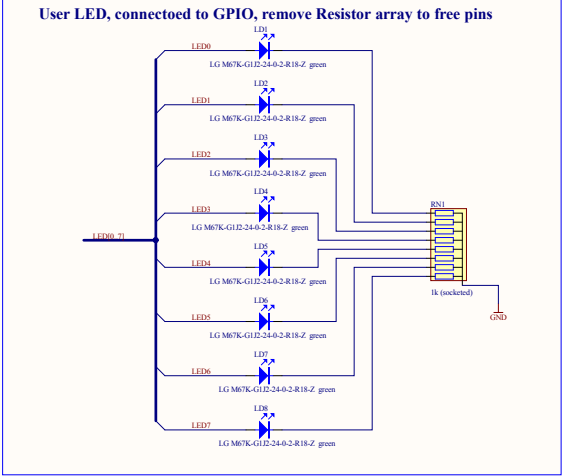 User LED, connectoed to GPIO, remove Resistor array to free pins
LD1
LED0
LG M67K-G1J2-24-0-2-R18-Z green
LD2
LED1
LG M67K-G1J2-24-0-2-R18-Z green
LD3
LED2
LG M67K-G1J2-24-0-2-R18-Z green
LD4
LED3
LG M67K-G1J2-24-0-2-R18-Z green
RN1
LED[0..7]
LD5
LED4
LG M67K-G1J2-24-0-2-R18-Z green
1k (socketed)
LD6
LED5
LG M67K-G1J2-24-0-2-R18-Z green
GND
LD7
LED6
LG M67K-G1J2-24-0-2-R18-Z green
LD8
LED7
LG M67K-G1J2-24-0-2-R18-Z green